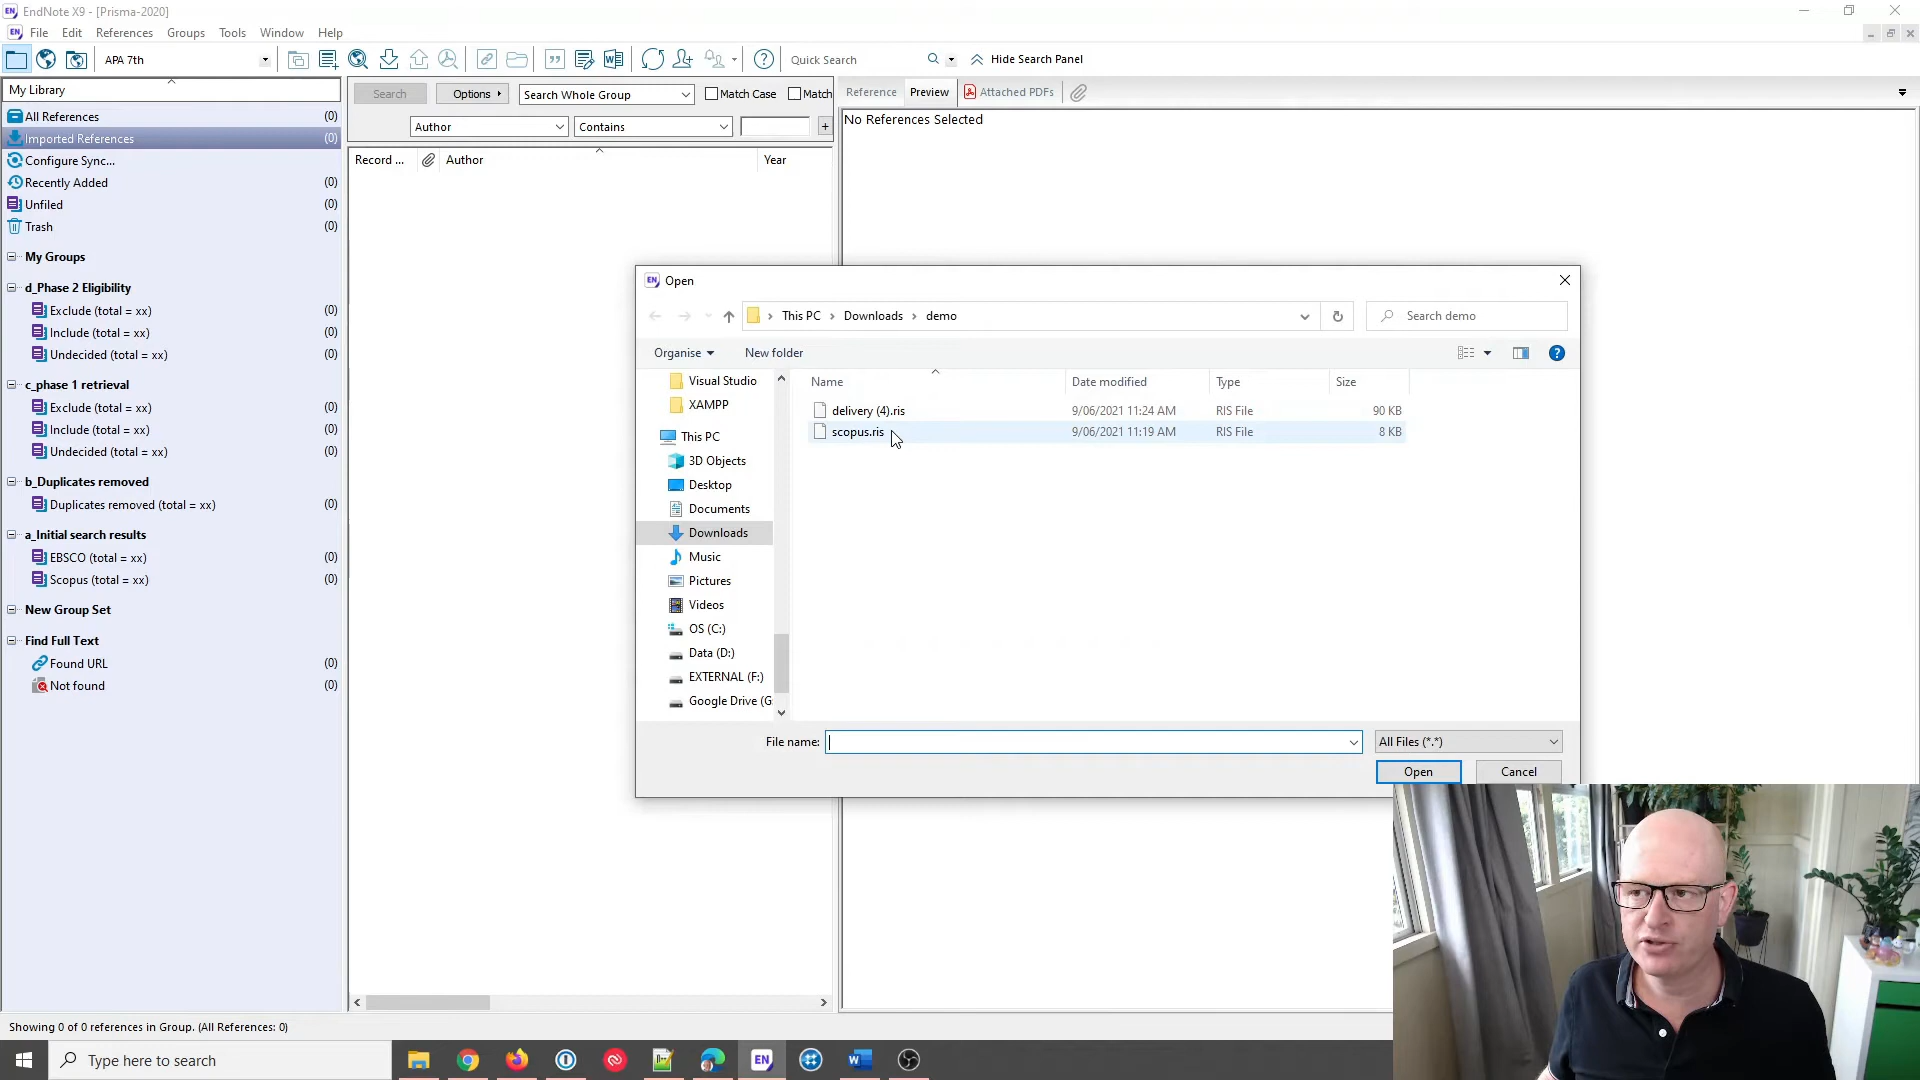 EndNote X9 - [Prisma-2020]
File Edit References Groups Tools Window Help
APA 7th
Quick Search
Hide Search Panel
My Library
All References (0)
Imported References (0)
Configure Sync...
Recently Added (0)
Unfiled (0)
Trash (0)
My Groups
d_Phase 2 Eligibility
Exclude (total = xx) (0)
Include (total = xx) (0)
Undecided (total = xx) (0)
c_phase 1 retrieval
Exclude (total = xx) (0)
Include (total = xx) (0)
Undecided (total = xx) (0)
b_Duplicates removed
Duplicates removed (total = xx) (0)
a_Initial search results
EBSCO (total = xx) (0)
Scopus (total = xx) (0)
New Group Set
Find Full Text
Found URL (0)
Not found (0)
Search Options Search Whole Group Match Case Match
Author Contains +
Record ... Author Year
Reference Preview Attached PDFs
No References Selected
EN Open
This PC > Downloads > demo
Search demo
Organise New folder
Visual Studio
XAMPP
This PC
3D Objects
Desktop
Documents
Downloads
Music
Pictures
Videos
OS (C:)
Data (D:)
EXTERNAL (F:)
Google Drive (G
Name Date modified Type Size
delivery (4).ris 9/06/2021 11:24 AM RIS File 90 KB
scopus.ris 9/06/2021 11:19 AM RIS File 8 KB
File name: All Files (*.*)
Open Cancel
Showing 0 of 0 references in Group. (All References: 0)
Type here to search
EN